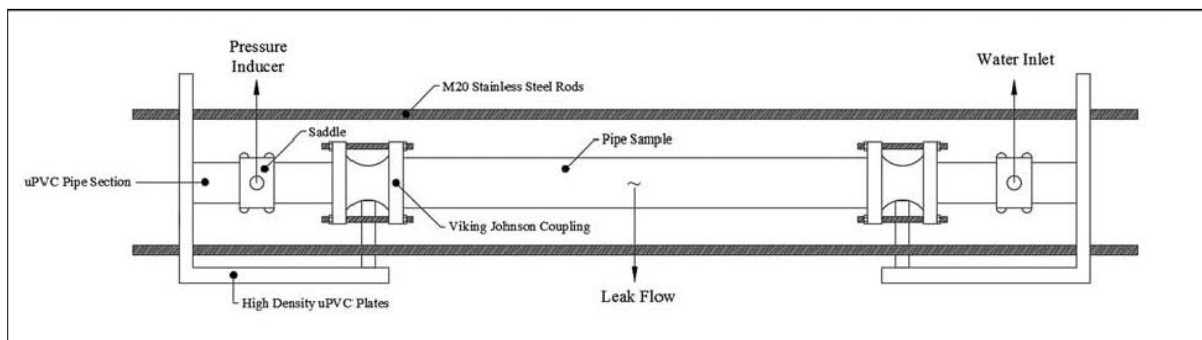 Pressure
Inducer
Water Inlet
M20 Stainless Steel Rods
Saddle
Pipe Sample
uPVC Pipe Section
Viking Johnson Coupling
Leak Flow
High Density uPVC Plates